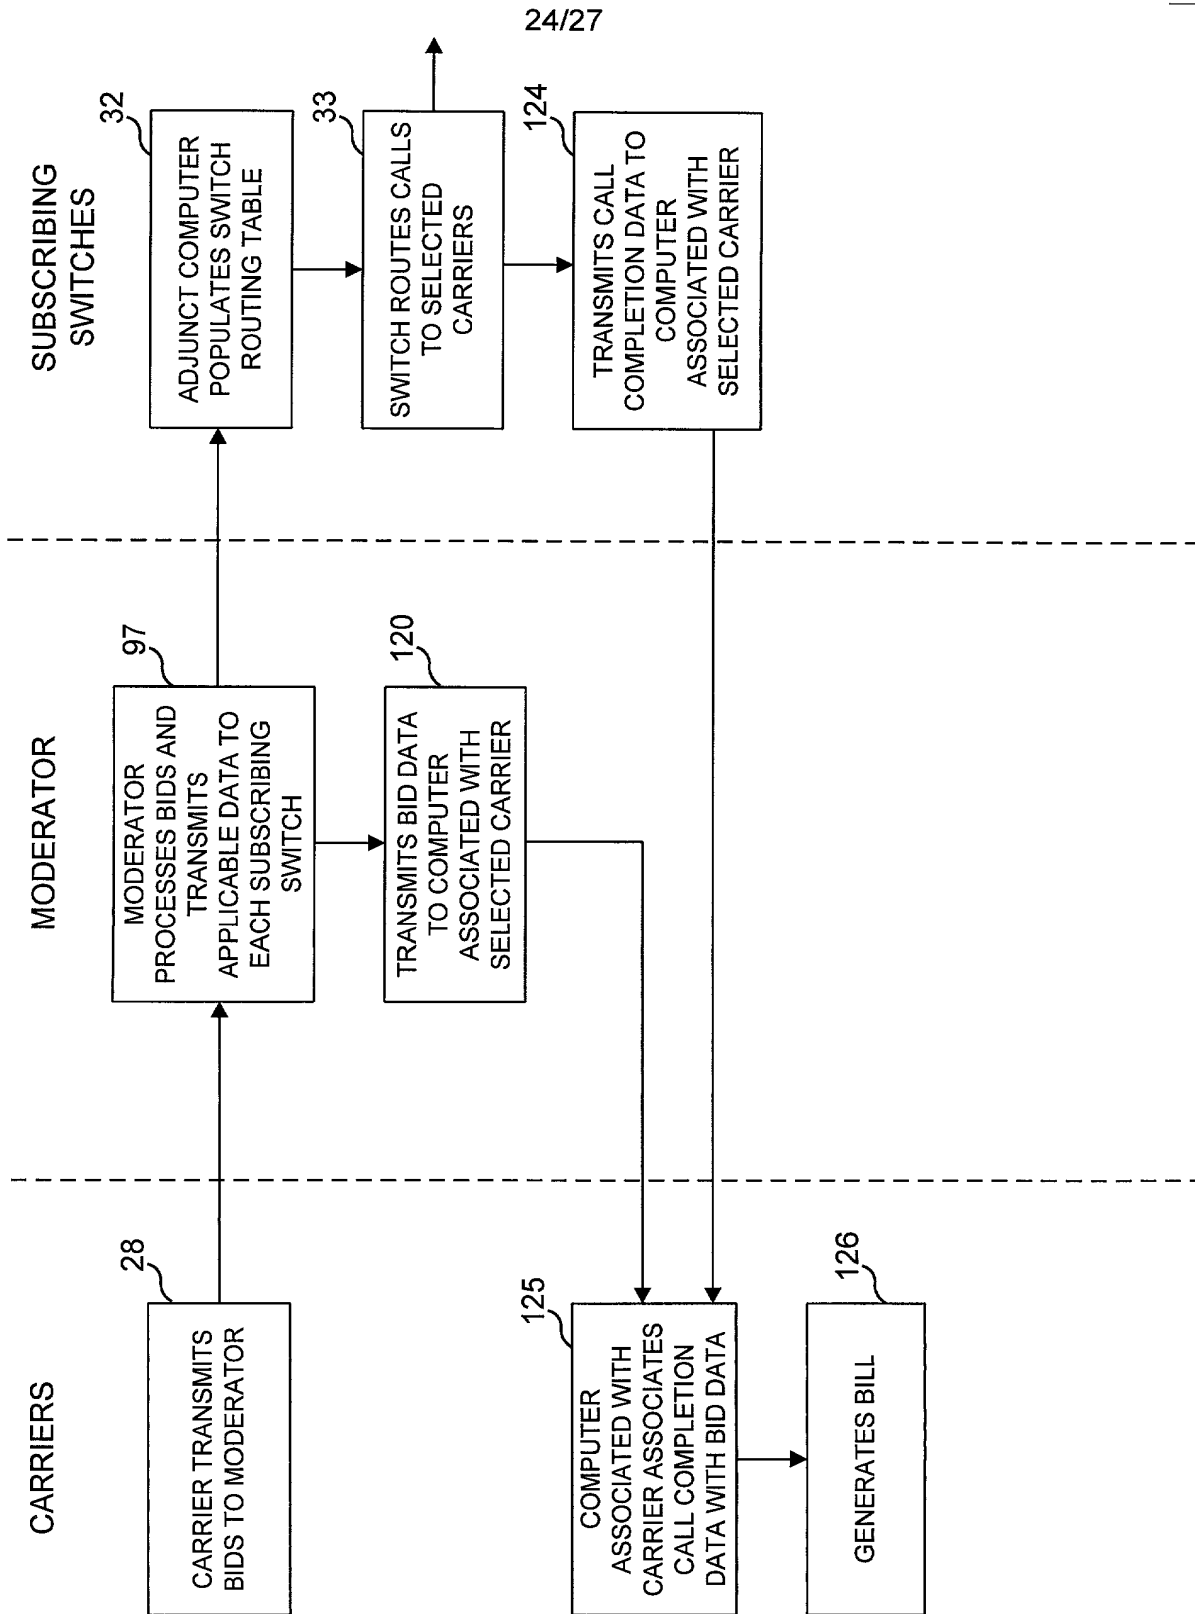 24/27
CARRIERS
MODERATOR
SUBSCRIBING
SWITCHES
28
CARRIER TRANSMITS
BIDS TO MODERATOR
97
MODERATOR
PROCESSES BIDS AND
TRANSMITS
APPLICABLE DATA TO
EACH SUBSCRIBING
SWITCH
32
ADJUNCT COMPUTER
POPULATES SWITCH
ROUTING TABLE
33
SWITCH ROUTES CALLS
TO SELECTED
CARRIERS
120
TRANSMITS BID DATA
TO COMPUTER
ASSOCIATED WITH
SELECTED CARRIER
124
TRANSMITS CALL
COMPLETION DATA TO
COMPUTER
ASSOCIATED WITH
SELECTED CARRIER
125
COMPUTER
ASSOCIATED WITH
CARRIER ASSOCIATES
CALL COMPLETION
DATA WITH BID DATA
126
GENERATES BILL